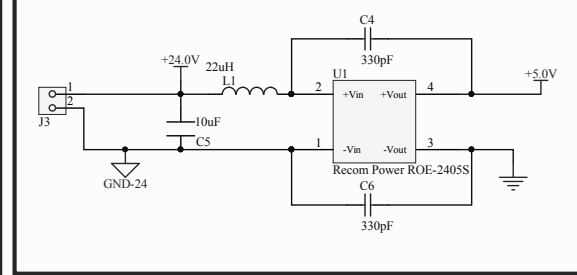 C4
330pF
+24.0V
22uH
L1
U1
+5.0V
1
2
J3
2
+Vin
+Vout
4
10uF
C5
1
-Vin
-Vout
3
GND-24
Recom Power ROE-2405S
C6
330pF